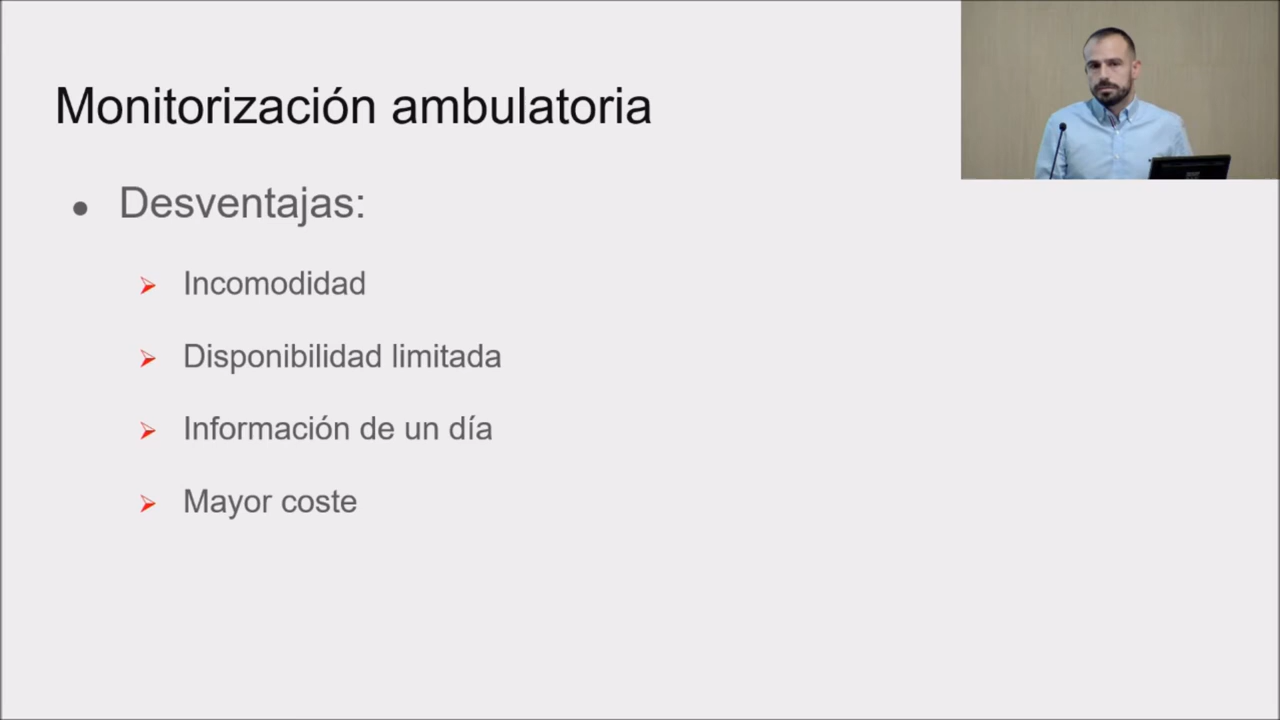 Monitorización ambulatoria
● Desventajas:
➢ Incomodidad
➢ Disponibilidad limitada
➢ Información de un día
➢ Mayor coste